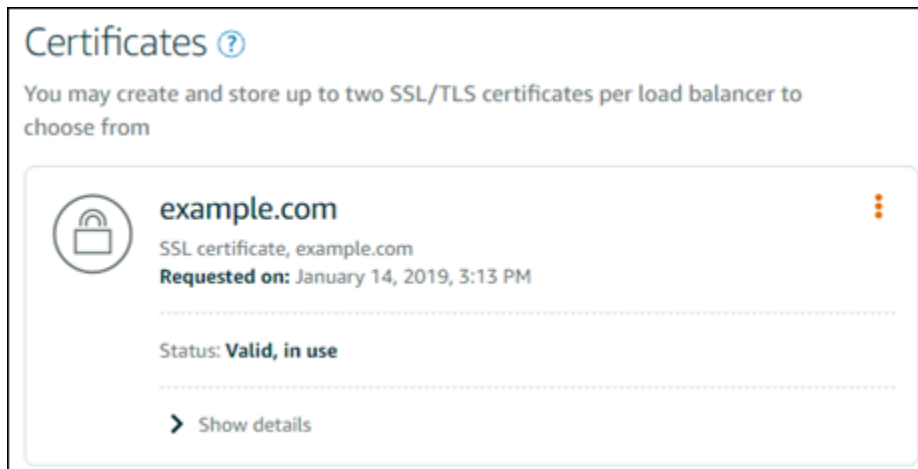 Certificates ?
You may create and store up to two SSL/TLS certificates per load balancer to
choose from
example.com
SSL certificate, example.com
Requested on: January 14, 2019, 3:13 PM
Status: Valid, in use
Show details